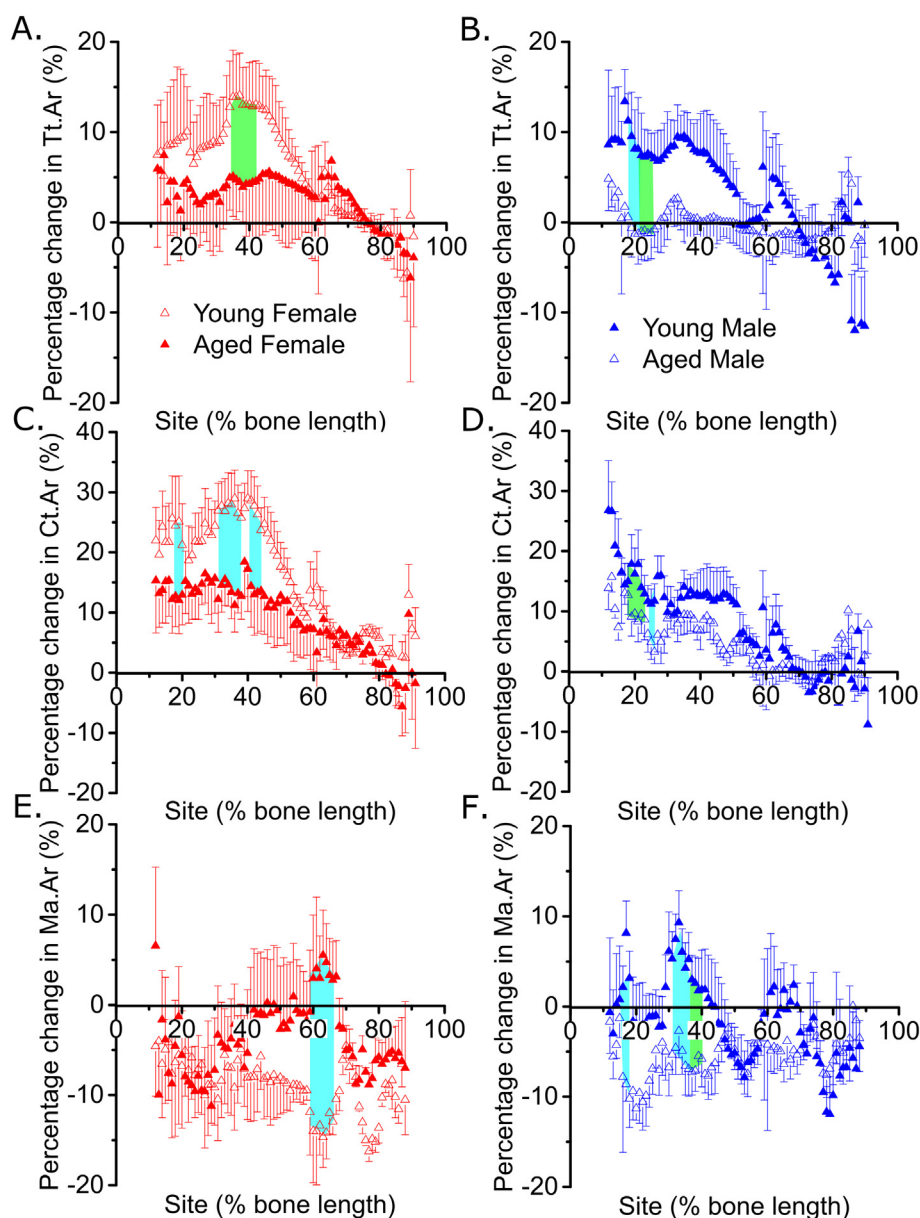 A.
B.
Percentage change in Tt.Ar (%)
20
10
0
-10
-20
0 20 40 60 80 100
Young Female
Aged Female
Site (% bone length)
Percentage change in Tt.Ar (%)
20
10
0
-10
-20
0 20 40 60 80 100
Young Male
Aged Male
Site (% bone length)
C.
D.
Percentage change in Ct.Ar (%)
40
30
20
10
0
-10
-20
0 20 40 60 80 100
Site (% bone length)
Percentage change in Ct.Ar (%)
40
30
20
10
0
-10
-20
0 20 40 60 80 100
Site (% bone length)
E.
F.
Percentage change in Ma.Ar (%)
20
10
0
-10
-20
0 20 40 60 80 100
Site (% bone length)
Percentage change in Ma.Ar (%)
20
10
0
-10
-20
0 20 40 60 80 100
Site (% bone length)